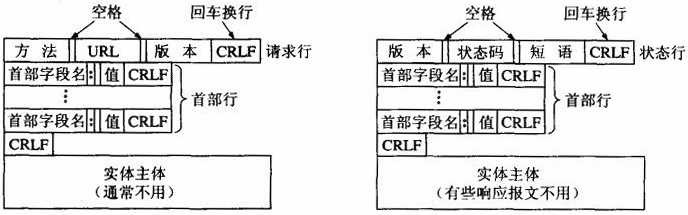 空格 回车换行
方 法 URL 版 本 CRLF 请求行
首部字段名 : 值 CRLF
⋮ 首部行
首部字段名 : 值 CRLF
CRLF
实体主体
（通常不用）
空格 回车换行
版 本 状态码 短 语 CRLF 状态行
首部字段名 : 值 CRLF
⋮ 首部行
首部字段名 : 值 CRLF
CRLF
实体主体
（有些响应报文不用）